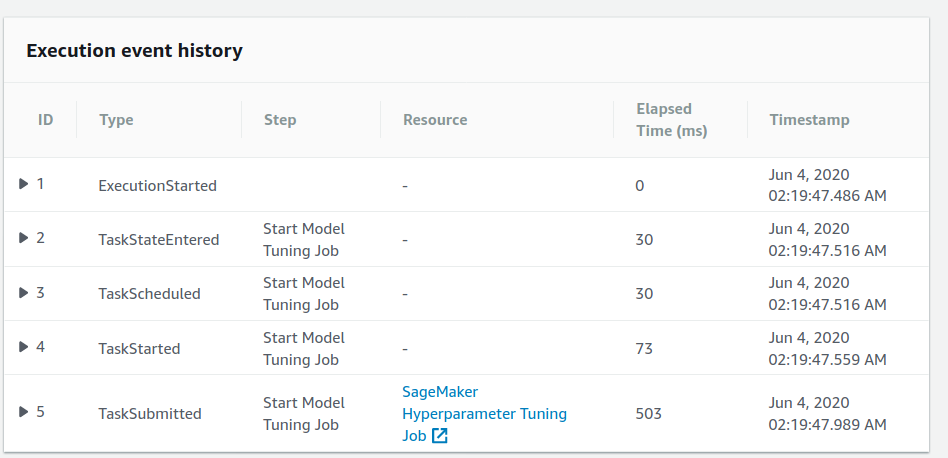 Execution event history
ID Type Step Resource Elapsed Time (ms) Timestamp
1 ExecutionStarted - 0 Jun 4, 2020 02:19:47.486 AM
2 TaskStateEntered Start Model Tuning Job - 30 Jun 4, 2020 02:19:47.516 AM
3 TaskScheduled Start Model Tuning Job - 30 Jun 4, 2020 02:19:47.516 AM
4 TaskStarted Start Model Tuning Job - 73 Jun 4, 2020 02:19:47.559 AM
5 TaskSubmitted Start Model Tuning Job SageMaker Hyperparameter Tuning Job 503 Jun 4, 2020 02:19:47.989 AM